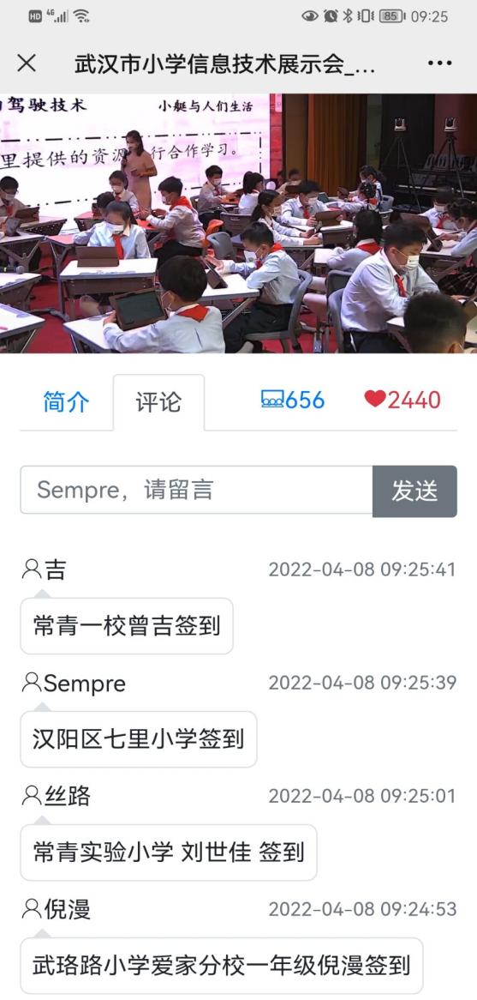 HD 4G 85 09:25
武汉市小学信息技术展示会_...
驾驶技术
小艇与人们生活
里提供的资源
行合作学习。
简介 评论 656 2440
Sempre，请留言 发送
吉 2022-04-08 09:25:41
常青一校曾吉签到
Sempre 2022-04-08 09:25:39
汉阳区七里小学签到
丝路 2022-04-08 09:25:01
常青实验小学 刘世佳 签到
倪漫 2022-04-08 09:24:53
武珞路小学爱家分校一年级倪漫签到